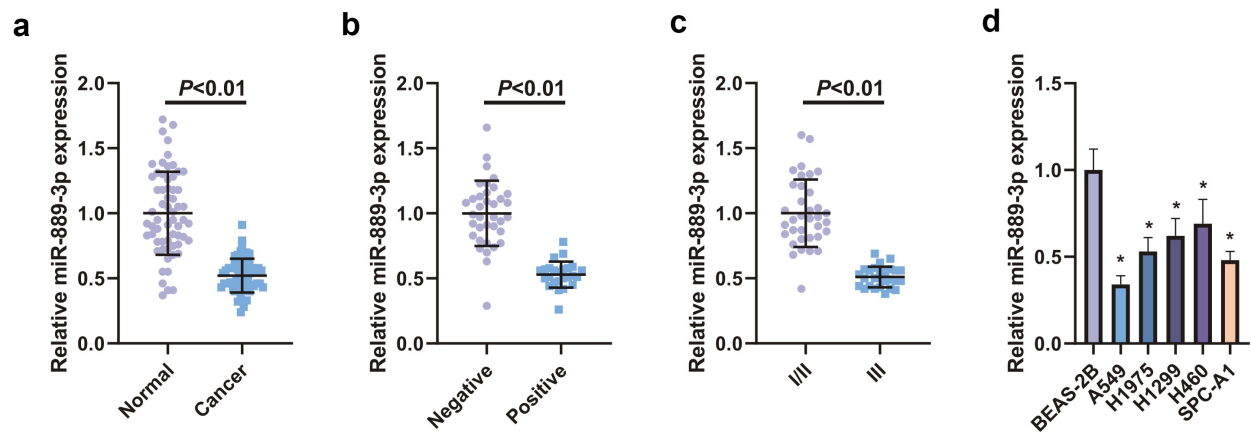 a
Relative miR-889-3p expression
2.0
1.5
1.0
0.5
0.0
P<0.01
Normal
Cancer
b
Relative miR-889-3p expression
2.0
1.5
1.0
0.5
0.0
P<0.01
Negative
Positive
c
Relative miR-889-3p expression
2.0
1.5
1.0
0.5
0.0
P<0.01
I/II
III
d
Relative miR-889-3p expression
1.5
1.0
0.5
0.0
*
*
*
*
*
BEAS-2B
A549
H1975
H1299
H460
SPC-A1